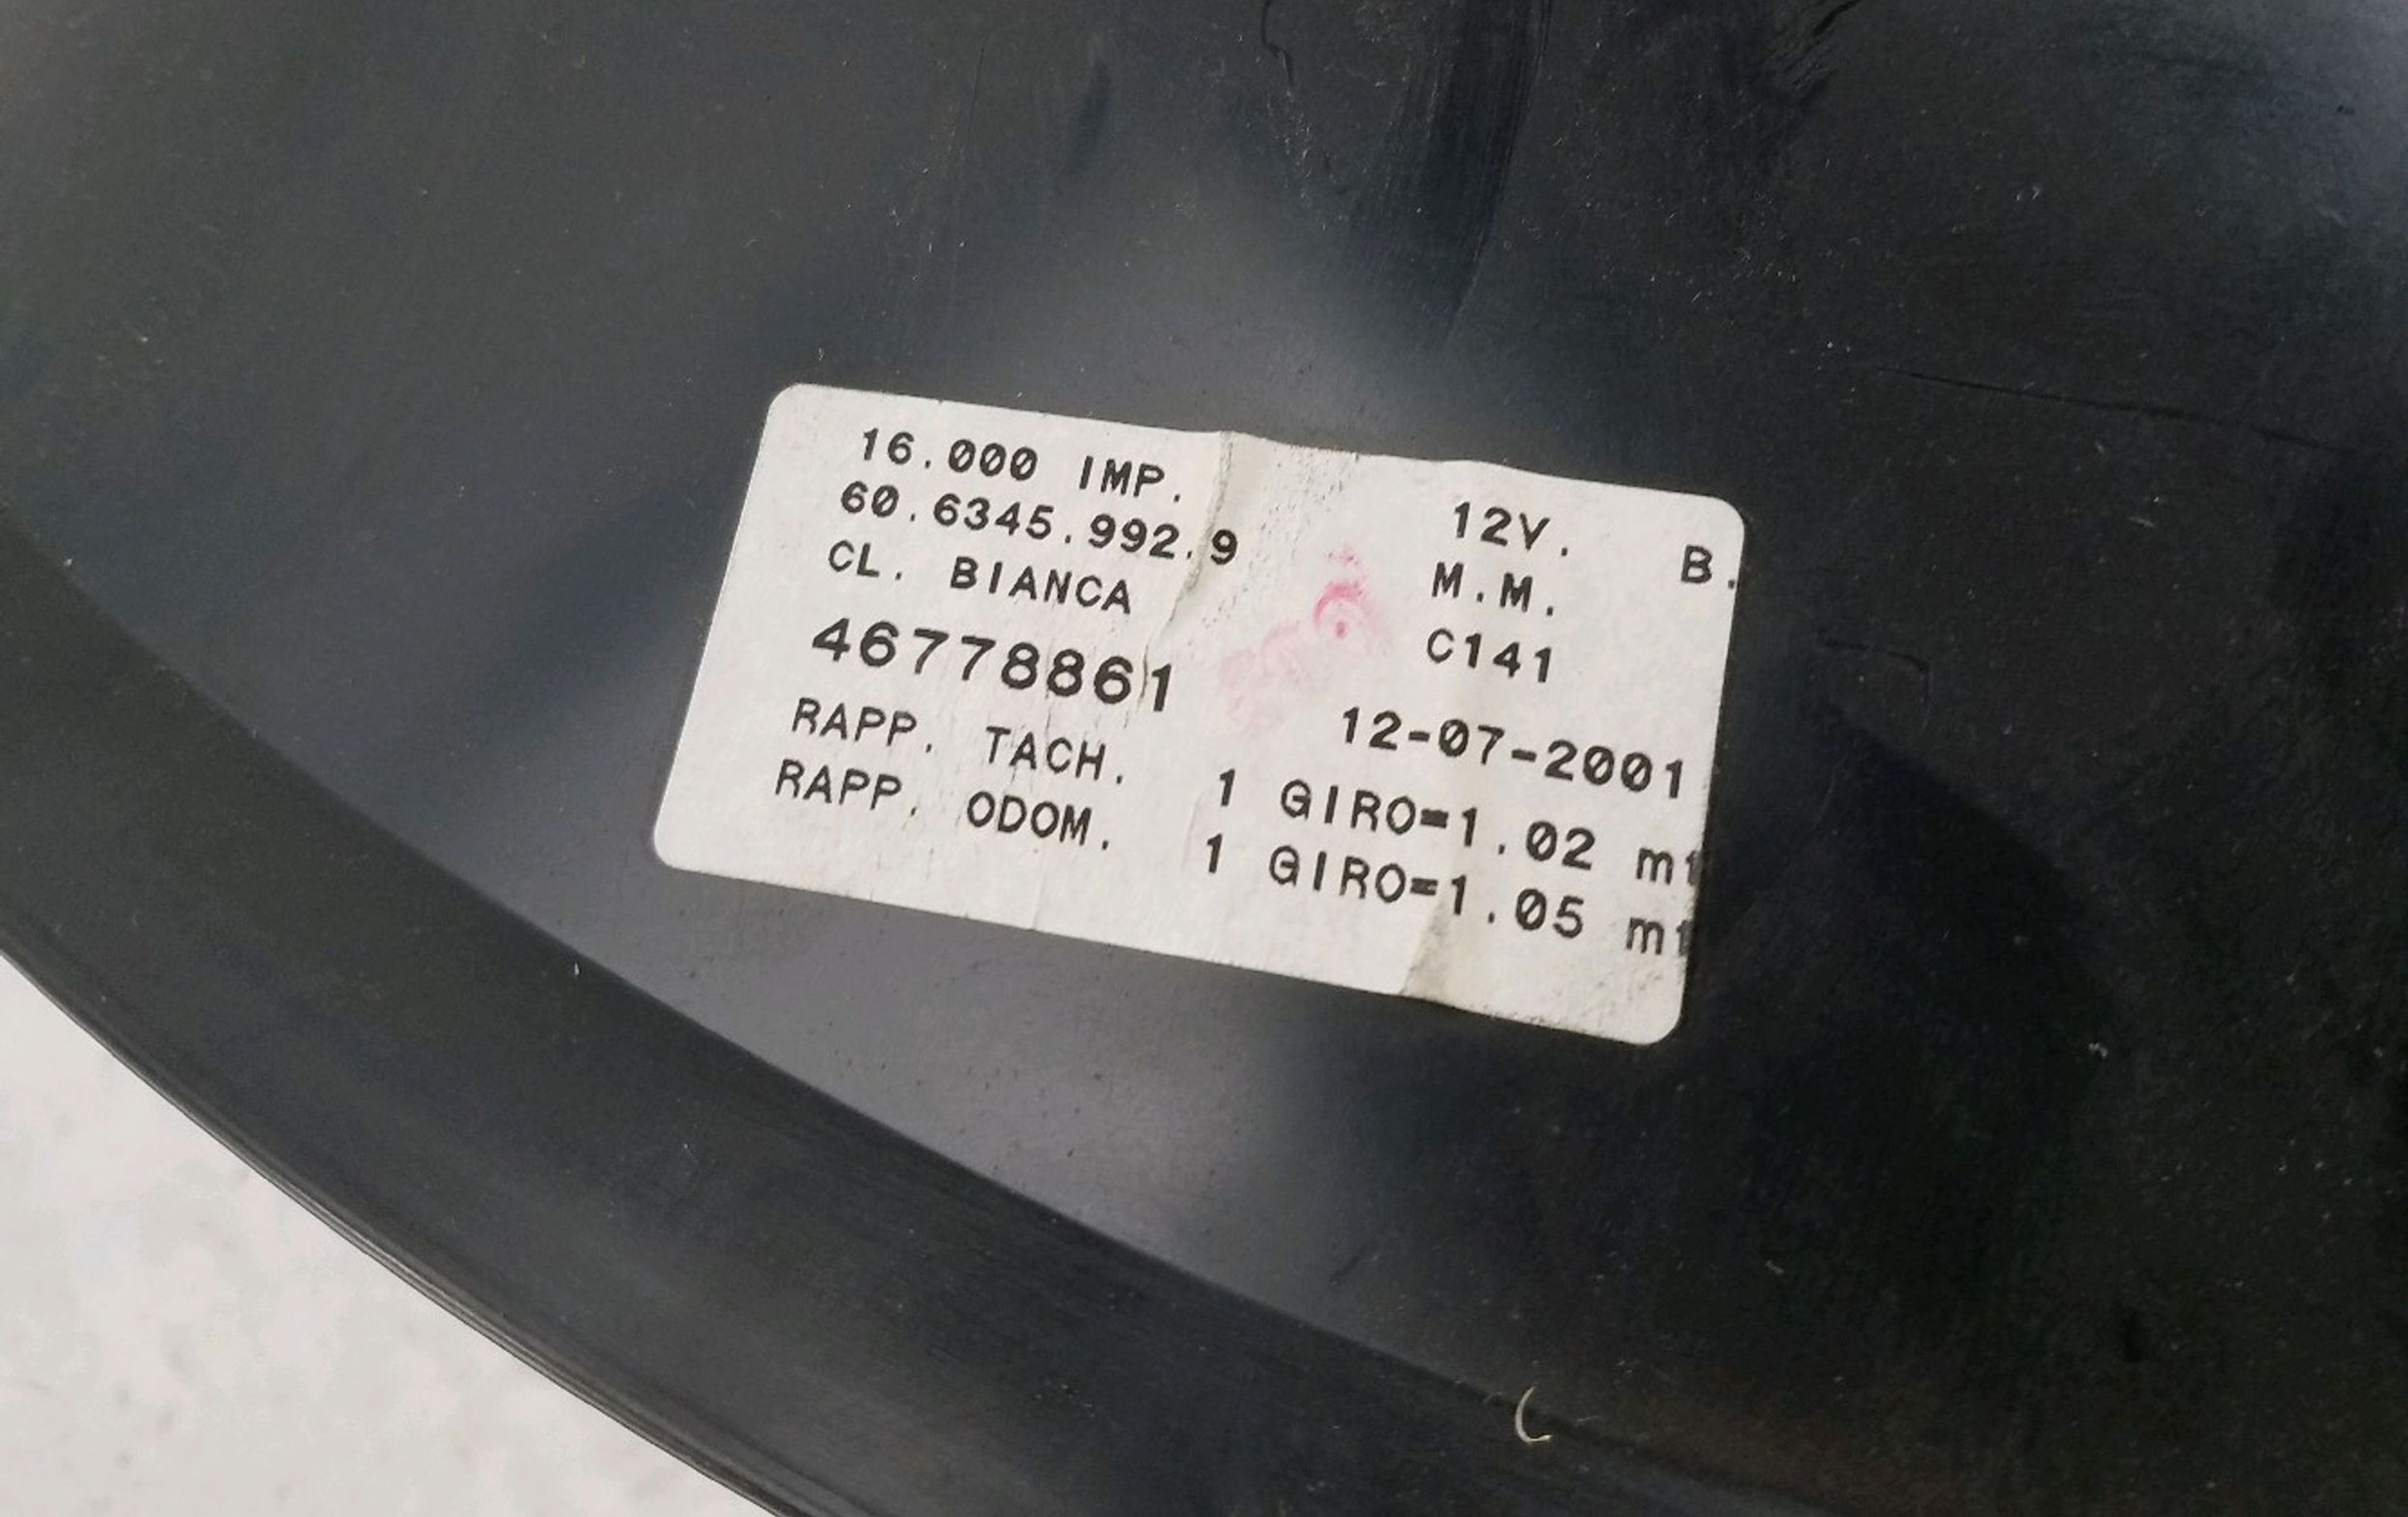 16.000 IMP. 12V. B.
60.6345.992.9 M.M.
CL. BIANCA C141
46778861 12-07-2001
RAPP. TACH. 1 GIRO=1.02 mt
RAPP. ODOM. 1 GIRO=1.05 mt